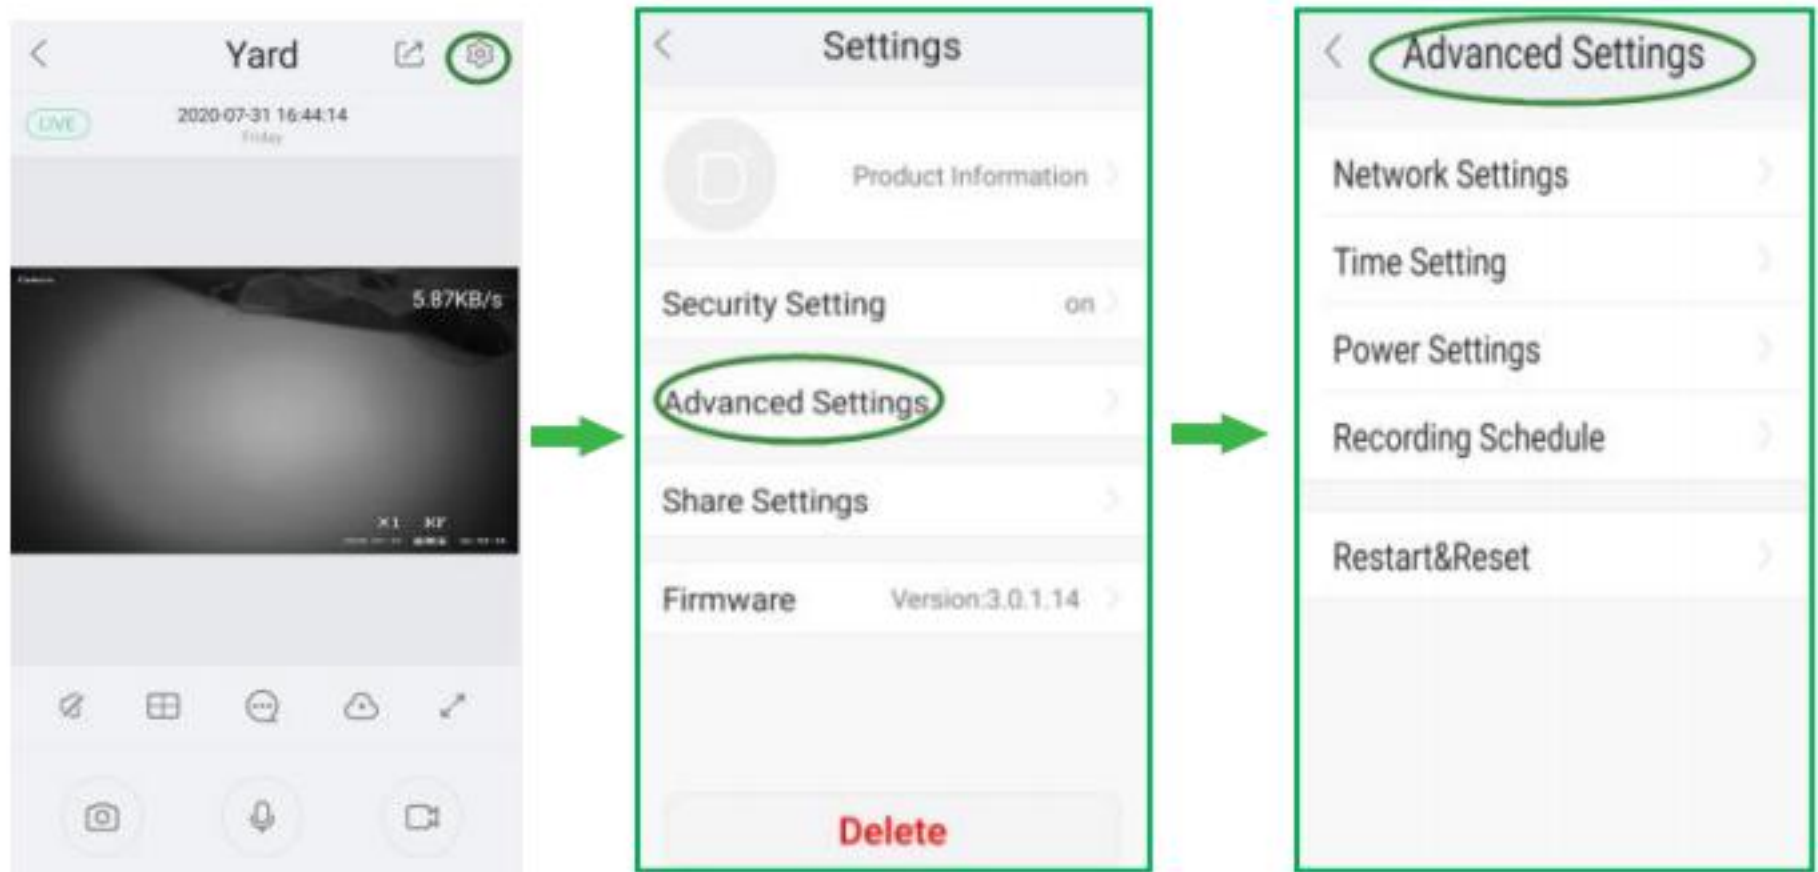 Yard
LIVE
2020-07-31 16:44:14
Friday
5.87KB/s
Settings
Product Information
Security Setting
on
Advanced Settings
Share Settings
Firmware
Version:3.0.1.14
Delete
Advanced Settings
Network Settings
Time Setting
Power Settings
Recording Schedule
Restart&Reset